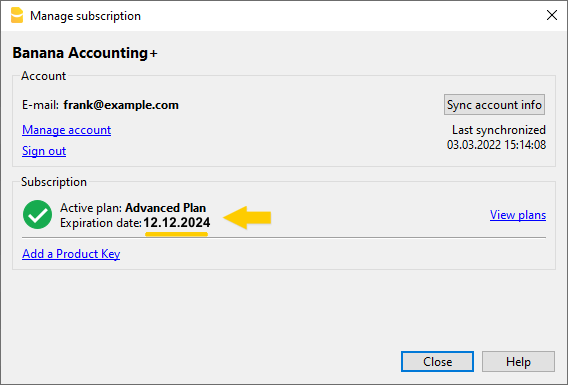 Manage subscription
Banana Accounting+
Account
E-mail: frank@example.com
Sync account info
Manage account
Last synchronized
Sign out
03.03.2022 15:14:08
Subscription
Active plan: Advanced Plan
Expiration date: 12.12.2024
View plans
Add a Product Key
Close
Help